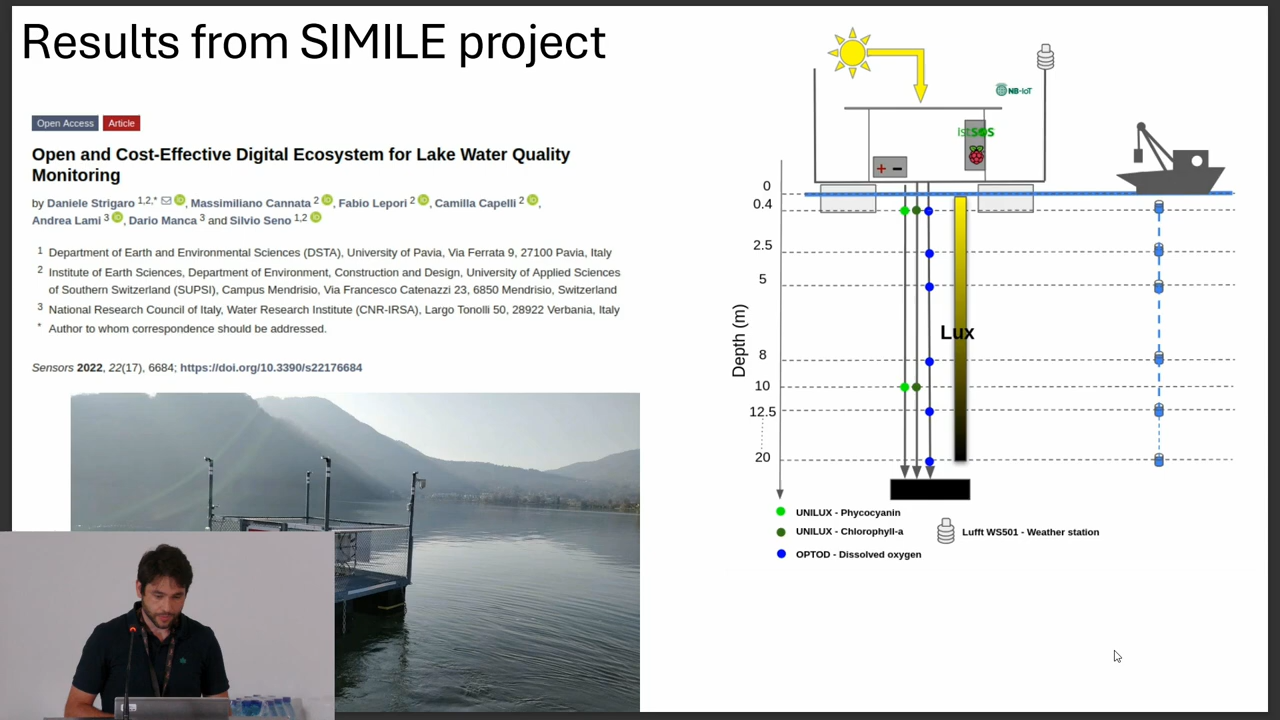 Results from SIMILE project
Open Access Article
Open and Cost-Effective Digital Ecosystem for Lake Water Quality
Monitoring
by Daniele Strigaro 1,2,* , Massimiliano Cannata 2 , Fabio Lepori 2 , Camilla Capelli 2 ,
Andrea Lami 3 , Dario Manca 3 and Silvio Seno 1,2
1 Department of Earth and Environmental Sciences (DSTA), University of Pavia, Via Ferrata 9, 27100 Pavia, Italy
2 Institute of Earth Sciences, Department of Environment, Construction and Design, University of Applied Sciences
of Southern Switzerland (SUPSI), Campus Mendrisio, Via Francesco Catenazzi 23, 6850 Mendrisio, Switzerland
3 National Research Council of Italy, Water Research Institute (CNR-IRSA), Largo Tonolli 50, 28922 Verbania, Italy
* Author to whom correspondence should be addressed.
Sensors 2022, 22(17), 6684; https://doi.org/10.3390/s22176684
NB-IoT
istSOS
+ -
0
0.4
2.5
5
8
10
12.5
20
Depth (m)
Lux
UNILUX - Phycocyanin
UNILUX - Chlorophyll-a
OPTOD - Dissolved oxygen
Lufft WS501 - Weather station